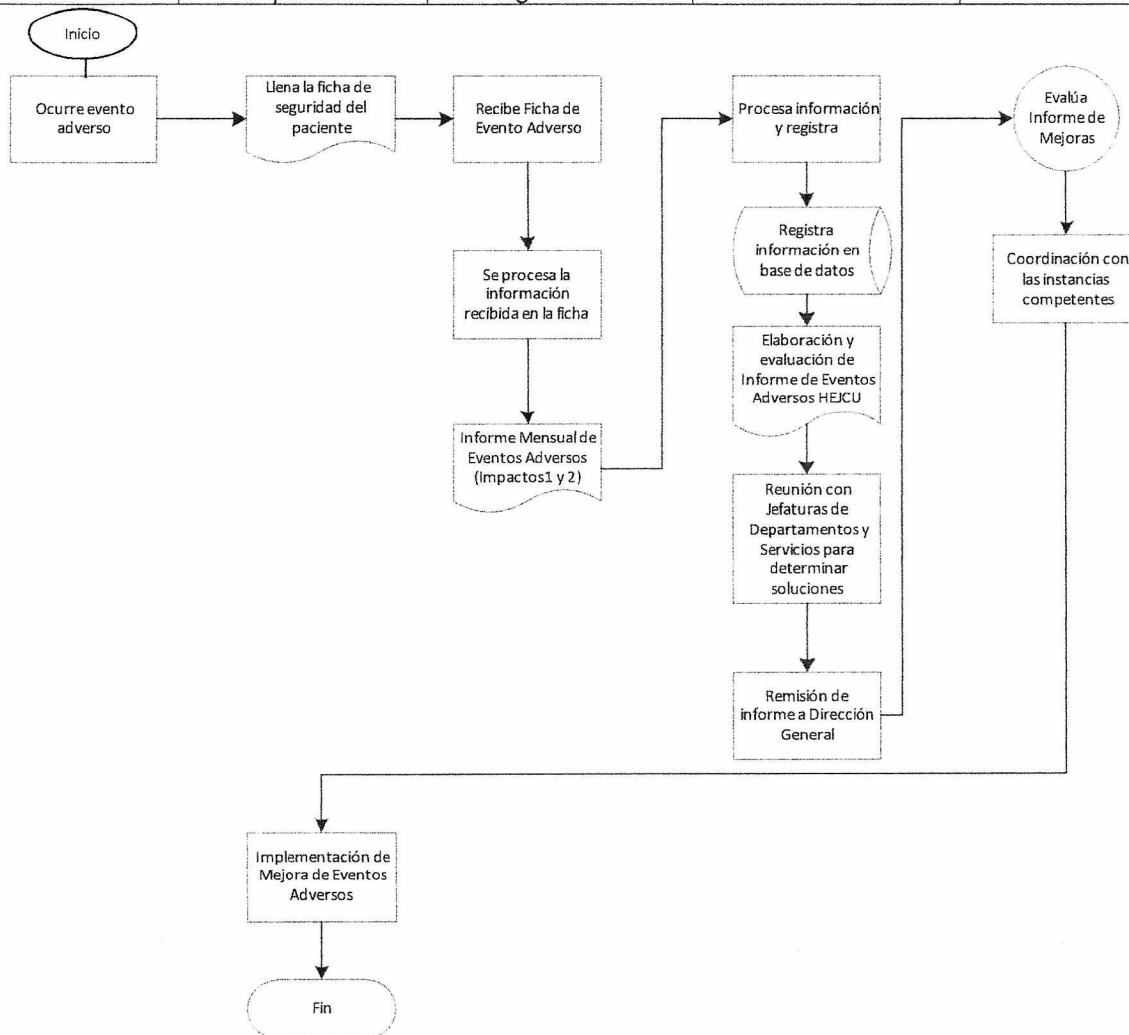 Inicio
Ocurre evento
adverso
Llena la ficha de
seguridad del
paciente
Recibe Ficha de
Evento Adverso
Se procesa la
información
recibida en la ficha
Informe Mensual de
Eventos Adversos
(Impactos1 y 2)
Procesa información
y registra
Registra
información en
base de datos
Elaboración y
evaluación de
Informe de Eventos
Adversos HEJCU
Reunión con
Jefaturas de
Departamentos y
Servicios para
determinar
soluciones
Remisión de
informe a Dirección
General
Evalúa
Informe de
Mejoras
Coordinación con
las instancias
competentes
Implementación de
Mejora de Eventos
Adversos
Fin